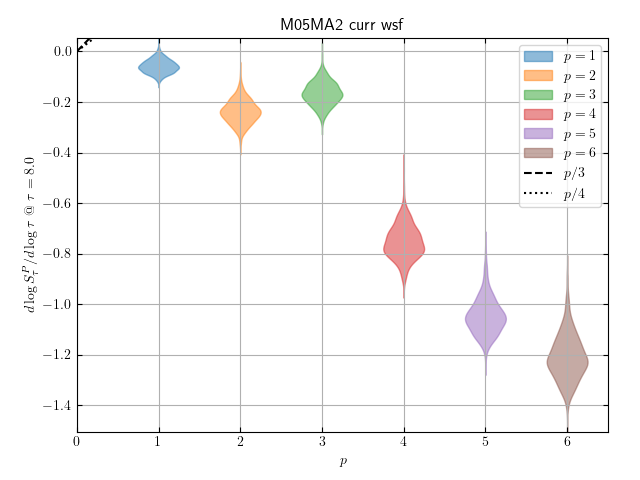 M05MA2 curr wsf
d log S_τ^P / d log τ @ τ = 8.0
0.0
−0.2
−0.4
−0.6
−0.8
−1.0
−1.2
−1.4
0 1 2 3 4 5 6
p
p = 1
p = 2
p = 3
p = 4
p = 5
p = 6
p/3
p/4